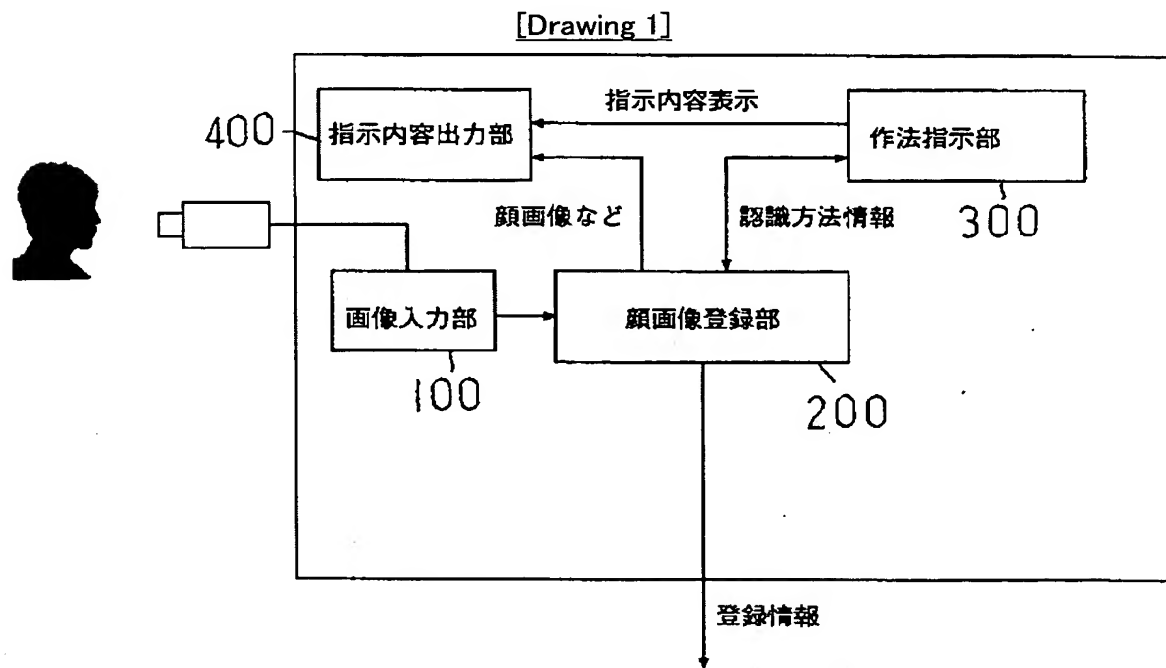 [Drawing 1]
指示内容表示
400
指示内容出力部
作法指示部
顔画像など
認識方法情報
300
画像入力部
顔画像登録部
100
200
登録情報